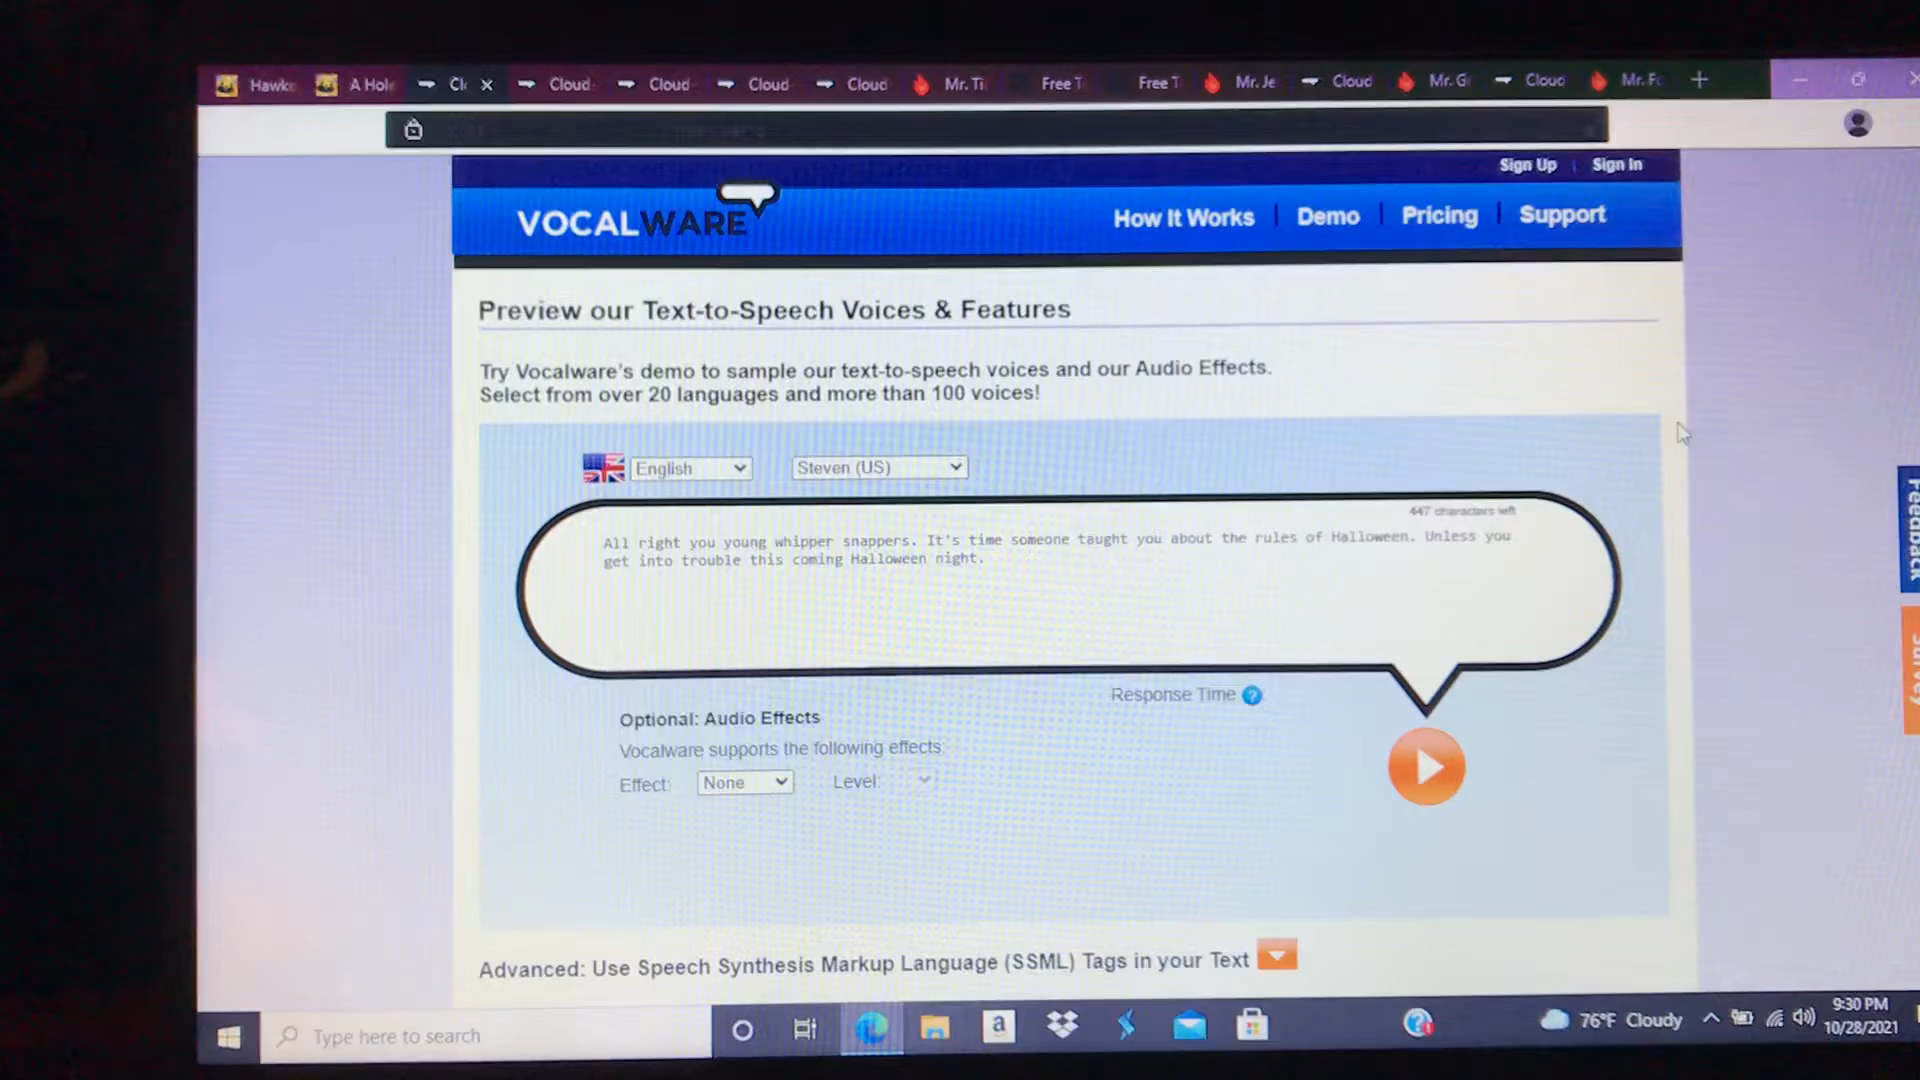 Hawk
A Hol
Cl
Cloud
Cloud
Cloud
Cloud
Mr. Ti
Free T
Free T
Mr. Je
Cloud
Mr. G
Cloud
Mr. Fo
Sign Up
Sign In
VOCALWARE
How It Works
Demo
Pricing
Support
Preview our Text-to-Speech Voices & Features
Try Vocalware's demo to sample our text-to-speech voices and our Audio Effects.
Select from over 20 languages and more than 100 voices!
English
Steven (US)
447 characters left
All right you young whipper snappers. It's time someone taught you about the rules of Halloween. Unless you
get into trouble this coming Halloween night.
Response Time ?
Optional: Audio Effects
Vocalware supports the following effects:
Effect:
None
Level:
Advanced: Use Speech Synthesis Markup Language (SSML) Tags in your Text
Feedback
Survey
Type here to search
a
76°F Cloudy
9:30 PM
10/28/2021